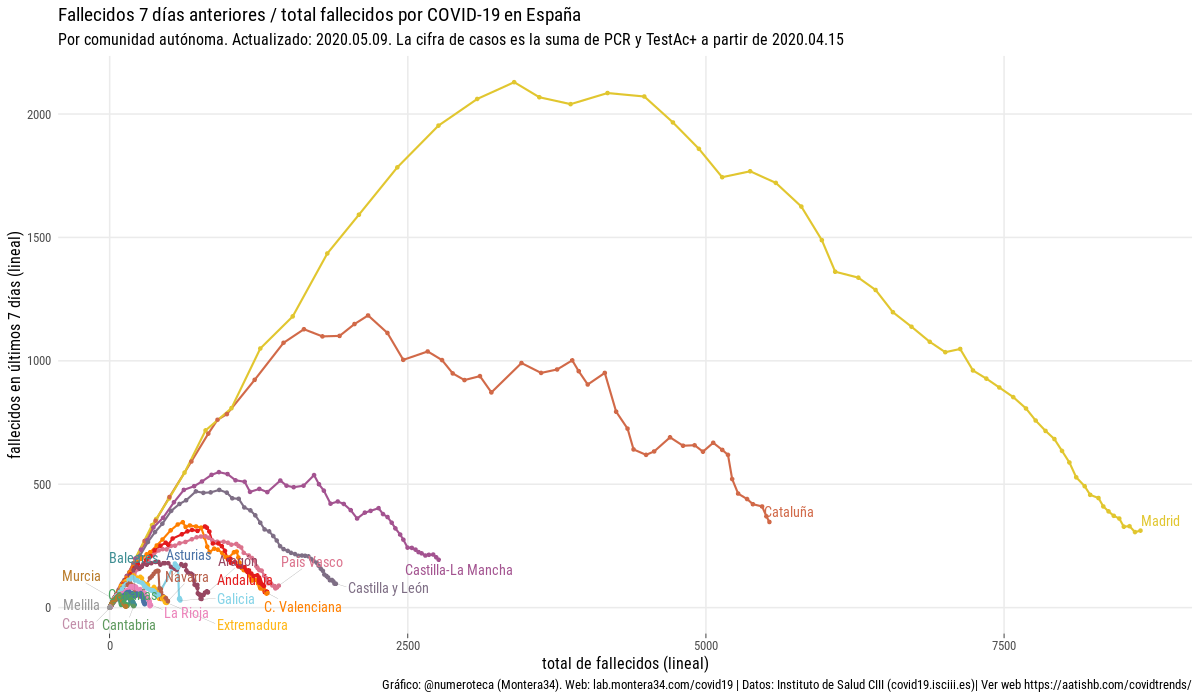 Fallecidos 7 días anteriores / total fallecidos por COVID-19 en España
Por comunidad autónoma. Actualizado: 2020.05.09. La cifra de casos es la suma de PCR y TestAc+ a partir de 2020.04.15
fallecidos en últimos 7 días (lineal)
2000
1500
1000
500
0
Madrid
Cataluña
Castilla-La Mancha
Castilla y León
País Vasco
Asturias
Aragón
Navarra
Andalucía
Murcia
Galicia
Melilla
C. Valenciana
La Rioja
Ceuta
Cantabria
Extremadura
0
2500
5000
7500
total de fallecidos (lineal)
Gráfico: @numeroteca (Montera34). Web: lab.montera34.com/covid19 | Datos: Instituto de Salud CIII (covid19.isciii.es)| Ver web https://aatishb.com/covidtrends/